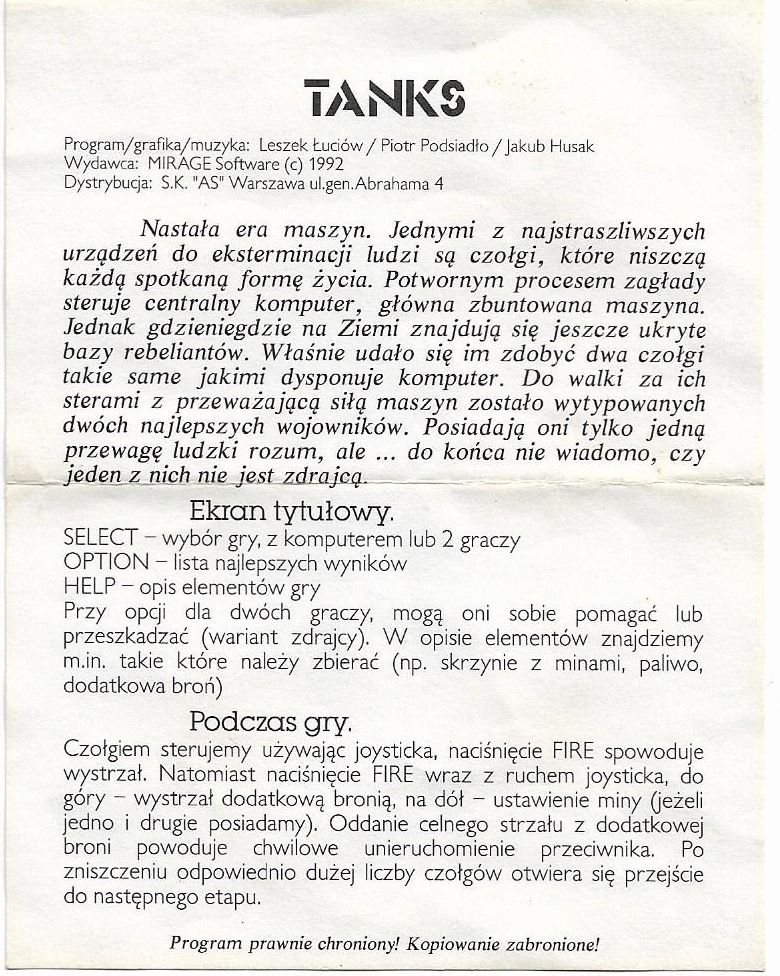 TANKS
Program/grafika/muzyka: Leszek Łuciów / Piotr Podsiadło / Jakub Husak
Wydawca: MIRAGE Software (c) 1992
Dystrybucja: S.K. "AS" Warszawa ul.gen.Abrahama 4
Nastała era maszyn. Jednymi z najstraszliwszych
urządzeń do eksterminacji ludzi są czołgi, które niszczą
każdą spotkaną formę życia. Potwornym procesem zagłady
steruje centralny komputer, główna zbuntowana maszyna.
Jednak gdzieniegdzie na Ziemi znajdują się jeszcze ukryte
bazy rebeliantów. Właśnie udało się im zdobyć dwa czołgi
takie same jakimi dysponuje komputer. Do walki za ich
sterami z przeważającą siłą maszyn zostało wytypowanych
dwóch najlepszych wojowników. Posiadają oni tylko jedną
przewagę ludzki rozum, ale ... do końca nie wiadomo, czy
jeden z nich nie jest zdrajcą.
Ekran tytułowy.
SELECT – wybór gry, z komputerem lub 2 graczy
OPTION – lista najlepszych wyników
HELP – opis elementów gry
Przy opcji dla dwóch graczy, mogą oni sobie pomagać lub
przeszkadzać (wariant zdrajcy). W opisie elementów znajdziemy
m.in. takie które należy zbierać (np. skrzynie z minami, paliwo,
dodatkowa broń)
Podczas gry.
Czołgiem sterujemy używając joysticka, naciśnięcie FIRE spowoduje
wystrzał. Natomiast naciśnięcie FIRE wraz z ruchem joysticka, do
góry – wystrzał dodatkową bronią, na dół – ustawienie miny (jeżeli
jedno i drugie posiadamy). Oddanie celnego strzału z dodatkowej
broni powoduje chwilowe unieruchomienie przeciwnika. Po
zniszczeniu odpowiednio dużej liczby czołgów otwiera się przejście
do następnego etapu.
Program prawnie chroniony! Kopiowanie zabronione!